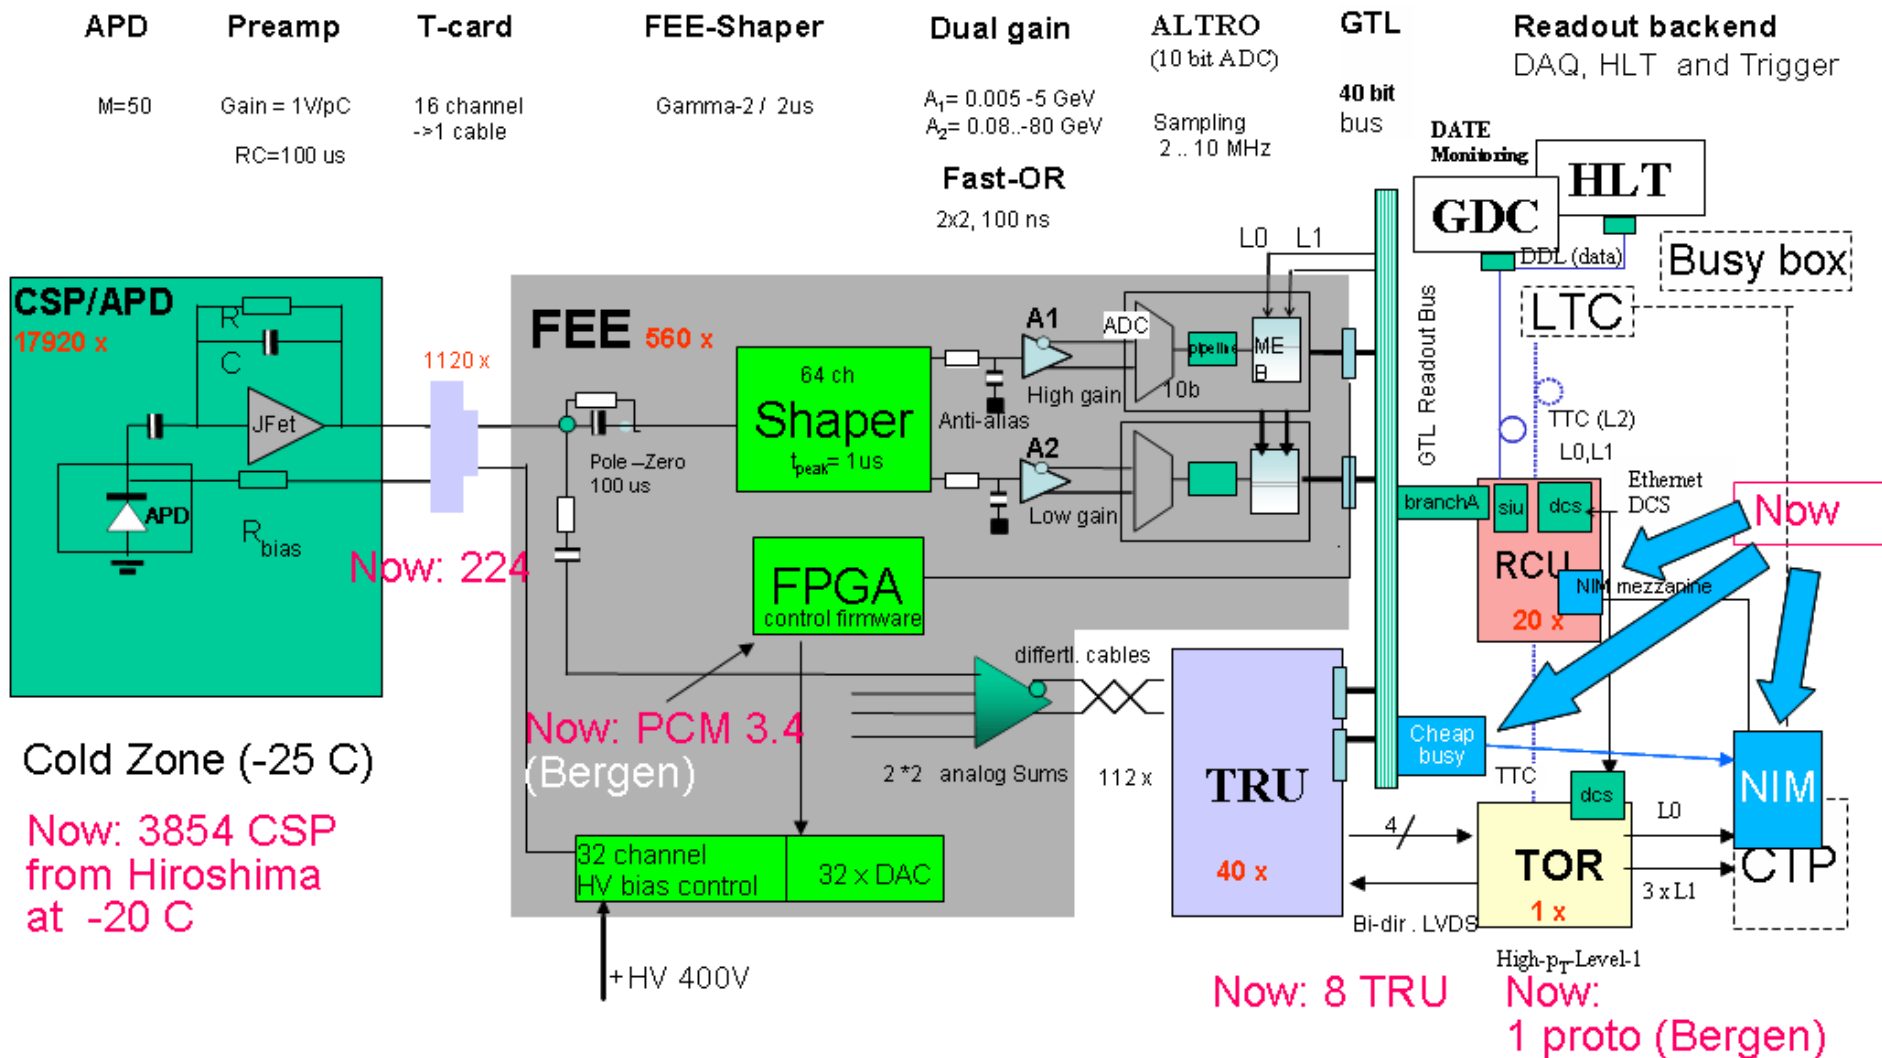 APD
Preamp
T-card
FEE-Shaper
Dual gain
ALTRO
(10 bit ADC)
GTL
Readout backend
DAQ, HLT and Trigger
M=50
Gain = 1V/pC
RC=100 us
16 channel
->1 cable
Gamma-2 / 2us
A1= 0.005 -5 GeV
A2= 0.08..-80 GeV
Sampling
2 .. 10 MHz
40 bit
bus
Fast-OR
2x2, 100 ns
DATE
Monitoring
HLT
GDC
DDL (data)
Busy box
LTC
L0
L1
CSP/APD
17920 x
R
C
JFet
APD
Rbias
1120 x
FEE 560 x
Pole –Zero
100 us
64 ch
Shaper
tpeak= 1us
Anti-alias
A1
High gain
A2
Low gain
ADC
10b
pipeline
ME
B
GTL Readout Bus
TTC (L2)
L0,L1
Ethernet
DCS
Now
branchA
siu
dcs
RCU
NIM mezzanine
20 x
Now: 224
FPGA
control firmware
differtl. cables
Now: PCM 3.4
(Bergen)
2 *2 analog Sums
112 x
TRU
40 x
Cheap
busy
TTC
dcs
NIM
CTP
4
L0
TOR
1 x
3 x L1
Bi-dir . LVDS
High-pT-Level-1
Cold Zone (-25 C)
Now: 3854 CSP
from Hiroshima
at -20 C
32 channel
HV bias control
32 x DAC
+HV 400V
Now: 8 TRU
Now:
1 proto (Bergen)